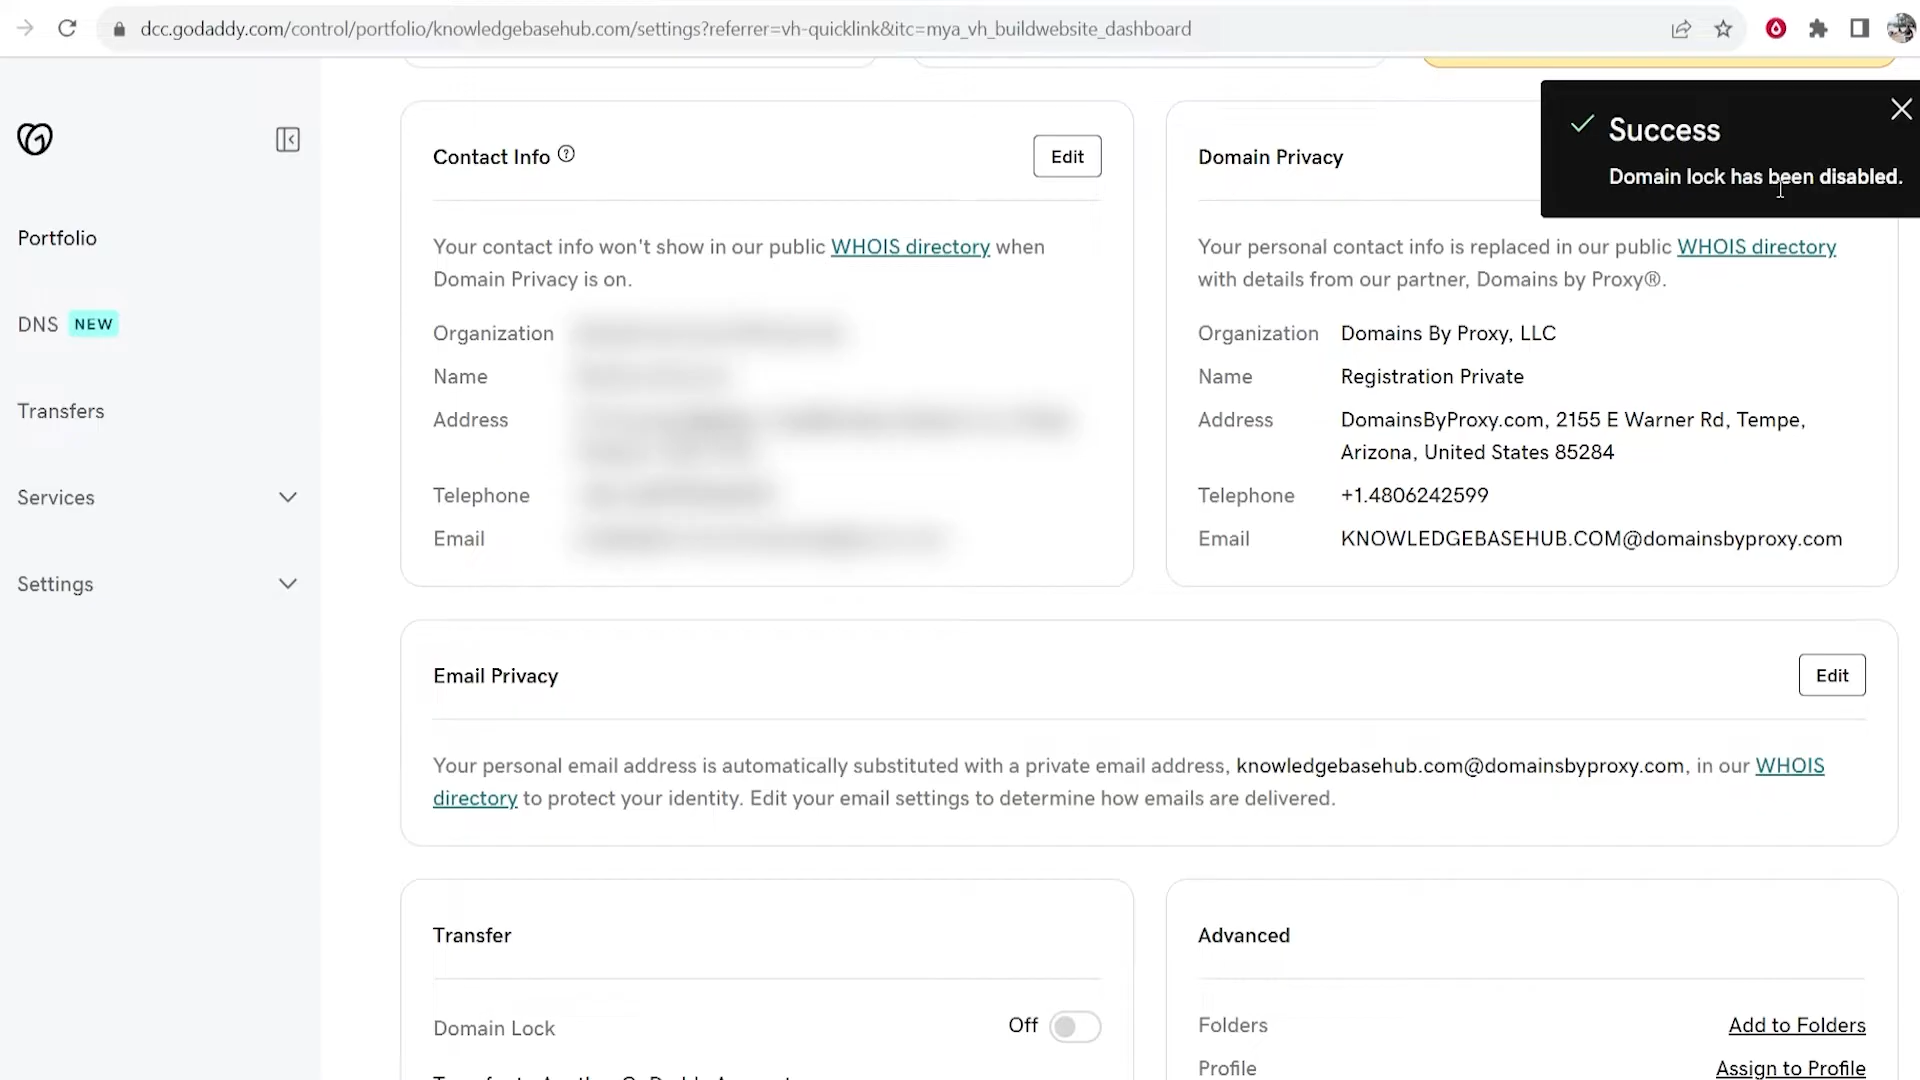 dcc.godaddy.com/control/portfolio/knowledgebasehub.com/settings?referrer=vh-quicklink&itc=mya_vh_buildwebsite_dashboard
Success
Domain lock has been disabled.
Portfolio
DNS NEW
Transfers
Services
Settings
Contact Info
Edit
Your contact info won't show in our public WHOIS directory when
Domain Privacy is on.
Organization
Name
Address
Telephone
Email
Domain Privacy
Your personal contact info is replaced in our public WHOIS directory
with details from our partner, Domains by Proxy®.
Organization Domains By Proxy, LLC
Name Registration Private
Address DomainsByProxy.com, 2155 E Warner Rd, Tempe,
Arizona, United States 85284
Telephone +1.4806242599
Email KNOWLEDGEBASEHUB.COM@domainsbyproxy.com
Email Privacy
Edit
Your personal email address is automatically substituted with a private email address, knowledgebasehub.com@domainsbyproxy.com, in our WHOIS
directory to protect your identity. Edit your email settings to determine how emails are delivered.
Transfer
Domain Lock Off
Advanced
Folders Add to Folders
Profile Assign to Profile